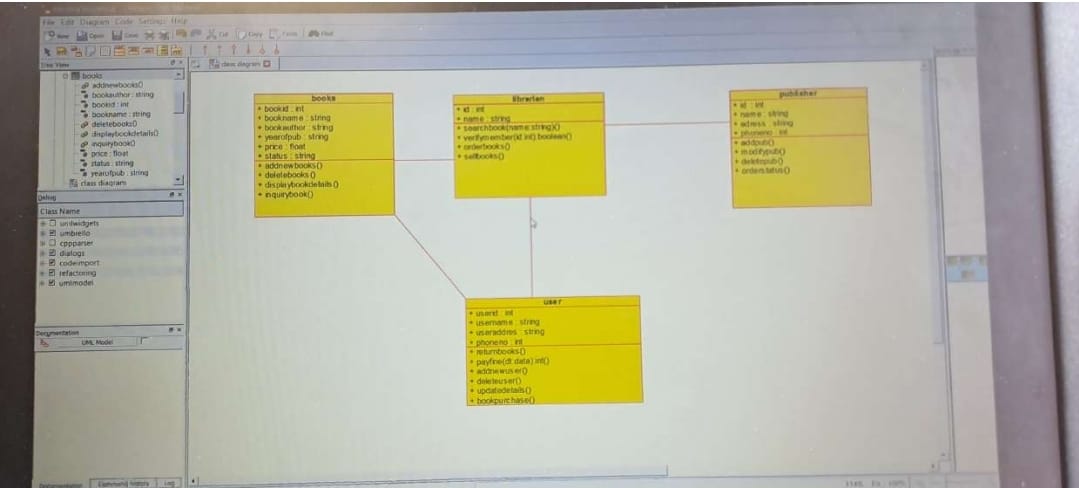 File Edit Diagram Code Settings Help
New Open Save Cut Copy Paste Find
Tree View
class diagram
books
addnewbooks()
bookauthor : string
bookid : int
bookname : string
deletebooks()
displaybookdetails()
inquirybook()
price : float
status : string
yearofpub : string
class diagram
Debug
Class Name
umlwidgets
umbrello
cppparser
dialogs
codeimport
refactoring
umlmodel
Documentation
UML Model
Documentation Command history Log
books
+ bookid : int
+ bookname : string
+ bookauthor : string
+ yearofpub : string
+ price : float
+ status : string
+ addnewbooks()
+ deletebooks()
+ displaybookdetails()
+ inquirybook()
librarian
+ id : int
+ name : string
+ searchbook(name:string)()
+ verifymember(id:int):boolean()
+ orderbooks()
+ sellbooks()
publisher
+ id : int
+ name : string
+ adress : string
+ phoneno : int
+ addpub()
+ modifypub()
+ deletepub()
+ orderstatus()
user
+ userid : int
+ username : string
+ useraddres : string
+ phoneno : int
+ returnbooks()
+ payfine(dt:data):int()
+ addnewuser()
+ deleteuser()
+ updatedetails()
+ bookpurchase()